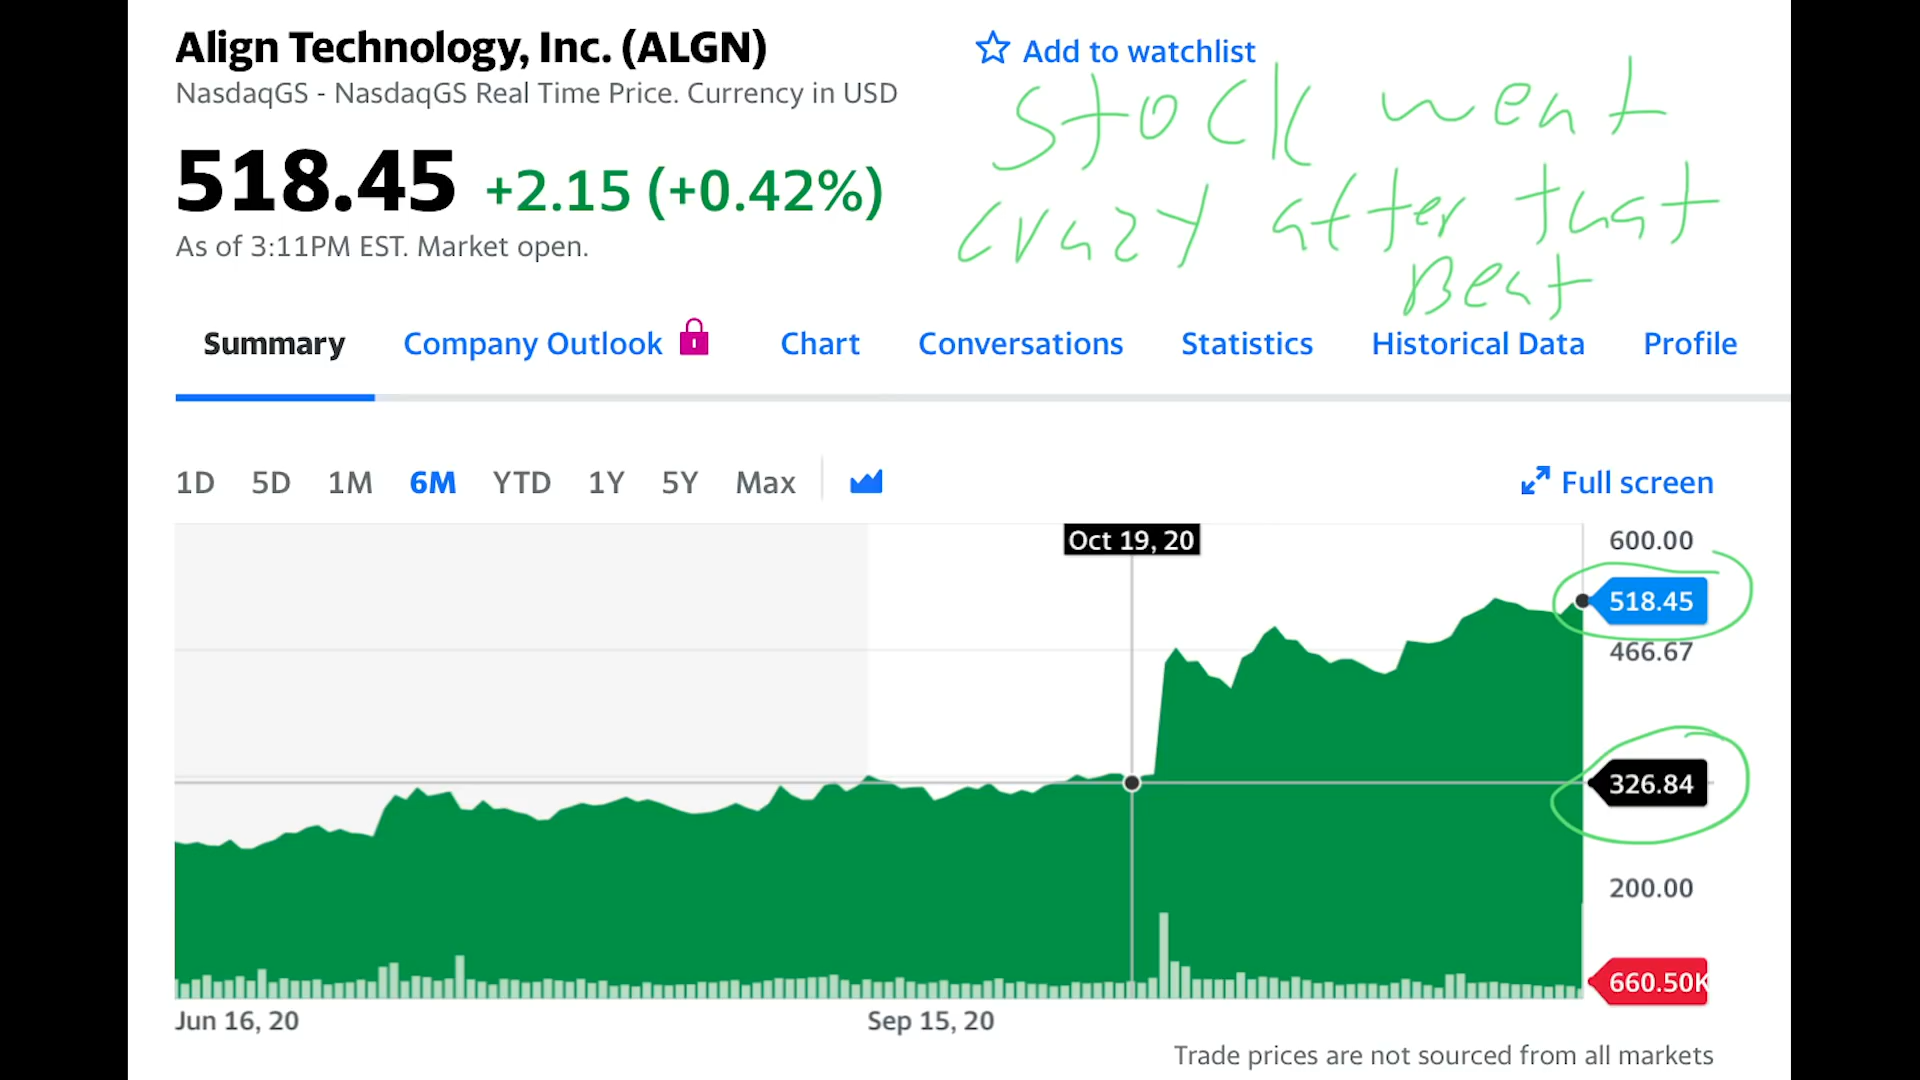 Align Technology, Inc. (ALGN)
Add to watchlist
NasdaqGS - NasdaqGS Real Time Price. Currency in USD
Stock went
crazy after that
Beat
518.45 +2.15 (+0.42%)
As of 3:11PM EST. Market open.
Summary Company Outlook Chart Conversations Statistics Historical Data Profile
1D 5D 1M 6M YTD 1Y 5Y Max Full screen
Oct 19, 20
600.00
518.45
466.67
326.84
200.00
660.50K
Jun 16, 20 Sep 15, 20
Trade prices are not sourced from all markets